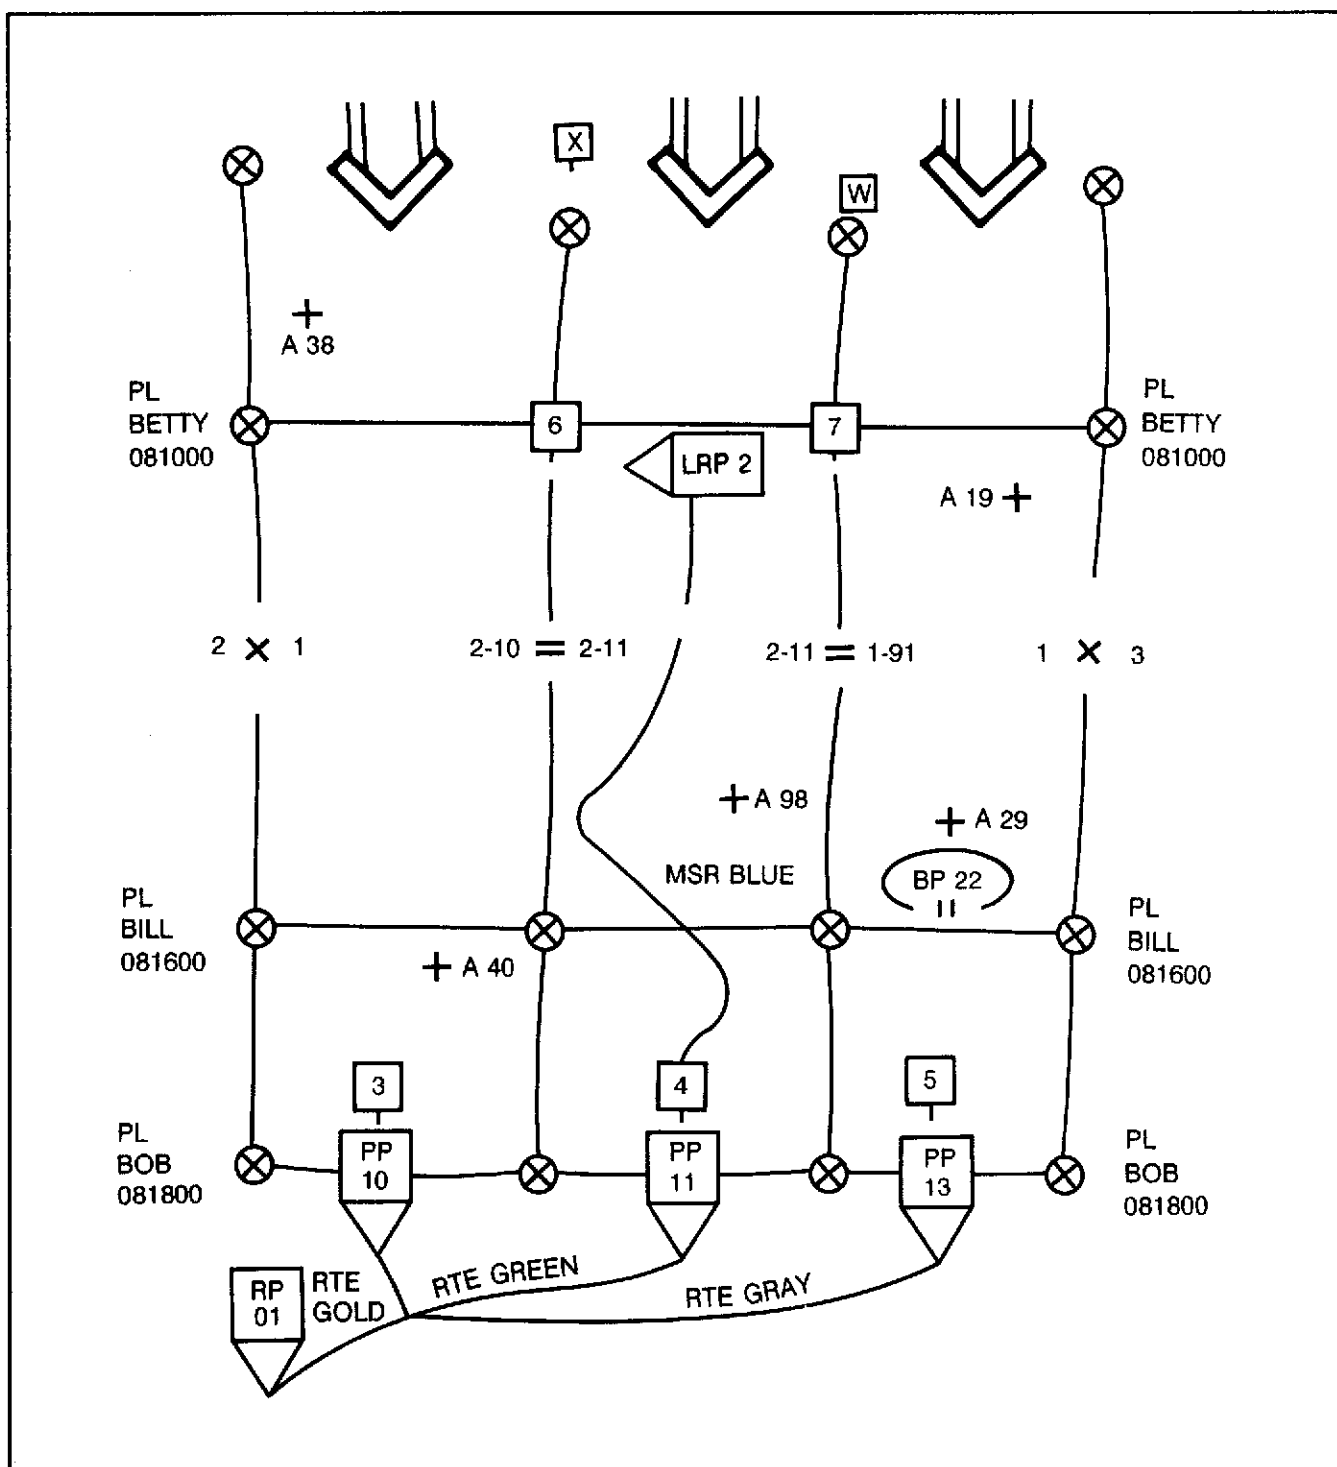 X
W
A 38
PL
BETTY
081000
6
7
PL
BETTY
081000
LRP 2
A 19
2 X 1
2-10 = 2-11
2-11 = 1-91
1 X 3
A 98
A 29
MSR BLUE
BP 22
PL
BILL
081600
PL
BILL
081600
A 40
3
4
5
PL
BOB
081800
PP
10
PP
11
PP
13
PL
BOB
081800
RP
01
RTE
GOLD
RTE GREEN
RTE GRAY